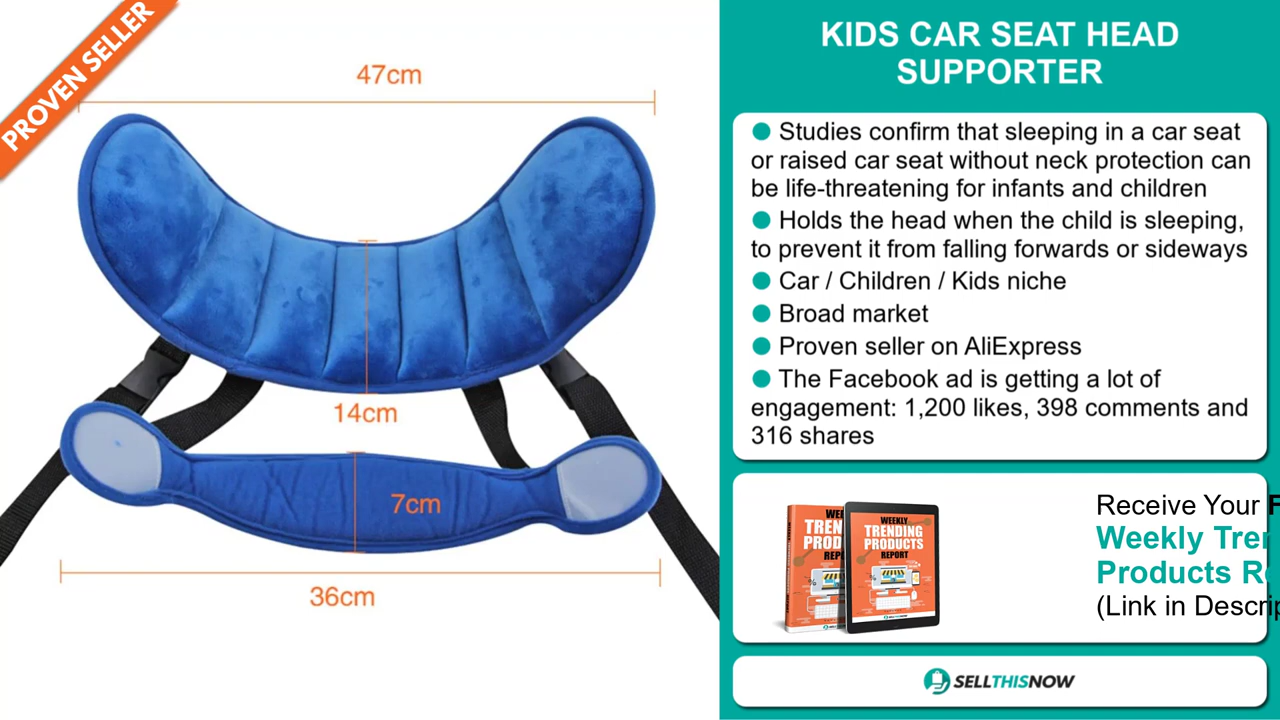 PROVEN SELLER
47cm
14cm
7cm
36cm
KIDS CAR SEAT HEAD
SUPPORTER
● Studies confirm that sleeping in a car seat
or raised car seat without neck protection can
be life-threatening for infants and children
● Holds the head when the child is sleeping,
to prevent it from falling forwards or sideways
● Car / Children / Kids niche
● Broad market
● Proven seller on AliExpress
● The Facebook ad is getting a lot of
engagement: 1,200 likes, 398 comments and
316 shares
WEEKLY
TRENDING
PRODUCTS
REPORT
Receive Your
Weekly
Products
(Link in
SELLTHISNOW